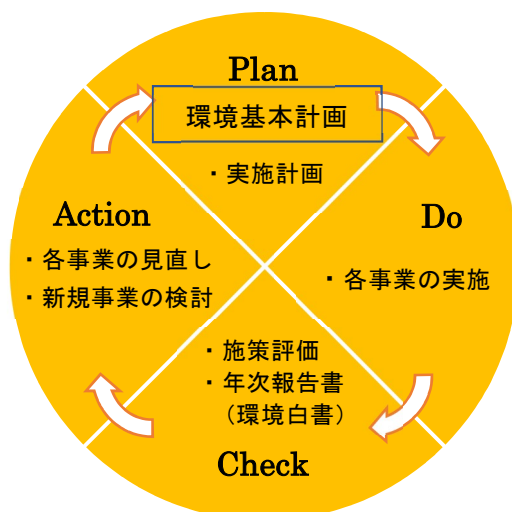 Plan
環境基本計画
・実施計画
Do
・各事業の実施
・施策評価
・年次報告書
（環境白書）
Check
Action
・各事業の見直し
・新規事業の検討